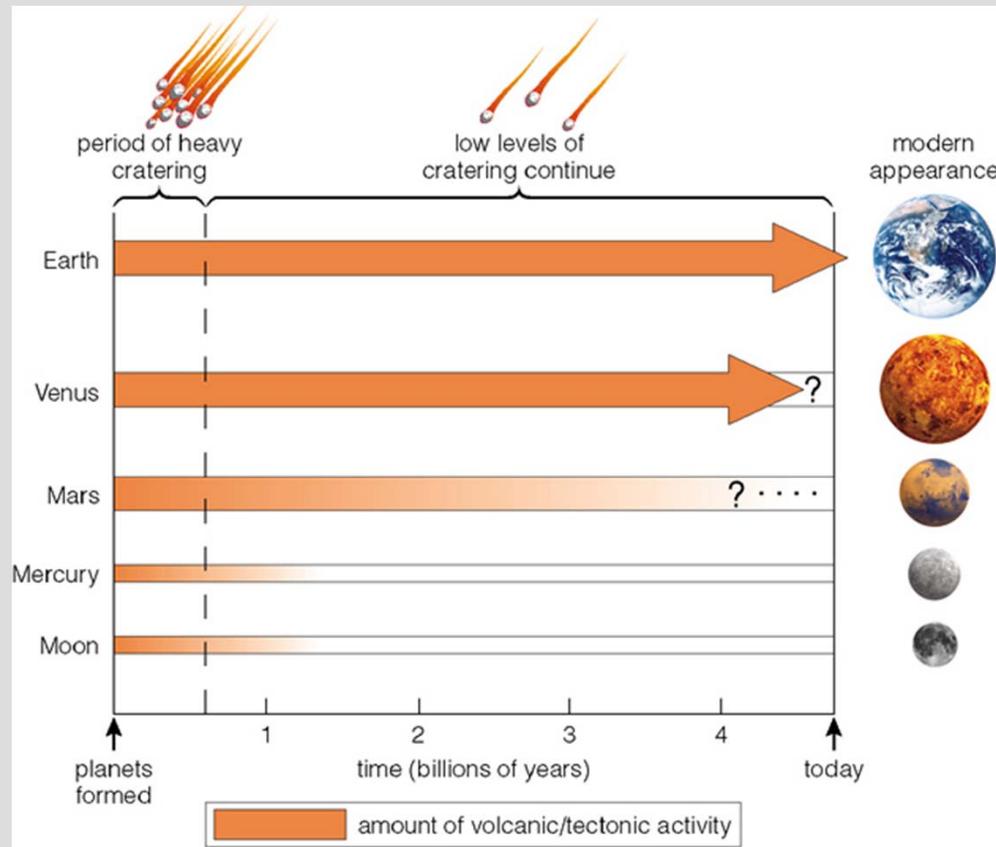 period of heavy
cratering
low levels of
cratering continue
modern
appearance
Earth
Venus
?
Mars
? · · · ·
Mercury
Moon
1
2
3
4
planets
formed
time (billions of years)
today
amount of volcanic/tectonic activity